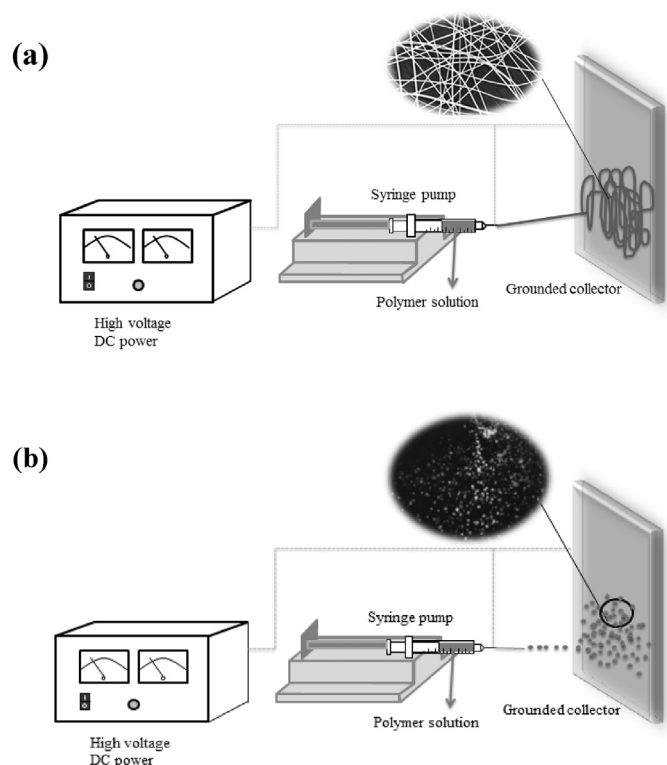 (a)
Syringe pump
Polymer solution
Grounded collector
High voltage
DC power
(b)
Syringe pump
Polymer solution
Grounded collector
High voltage
DC power